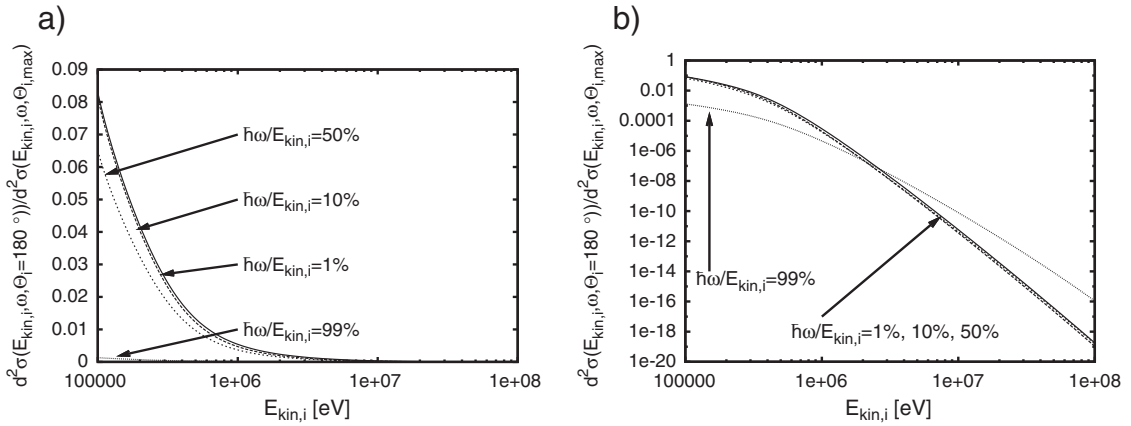 a)
d²σ(E_kin,i,ω,Θ_i=180 °))/d²σ(E_kin,i,ω,Θ_i,max)
0.09
0.08
0.07
0.06
0.05
0.04
0.03
0.02
0.01
0
ħω/E_kin,i=50%
ħω/E_kin,i=10%
ħω/E_kin,i=1%
ħω/E_kin,i=99%
100000 1e+06 1e+07 1e+08
E_kin,i [eV]
b)
d²σ(E_kin,i,ω,Θ_i=180 °))/d²σ(E_kin,i,ω,Θ_i,max)
1
0.01
0.0001
1e-06
1e-08
1e-10
1e-12
1e-14
1e-16
1e-18
1e-20
ħω/E_kin,i=99%
ħω/E_kin,i=1%, 10%, 50%
100000 1e+06 1e+07 1e+08
E_kin,i [eV]